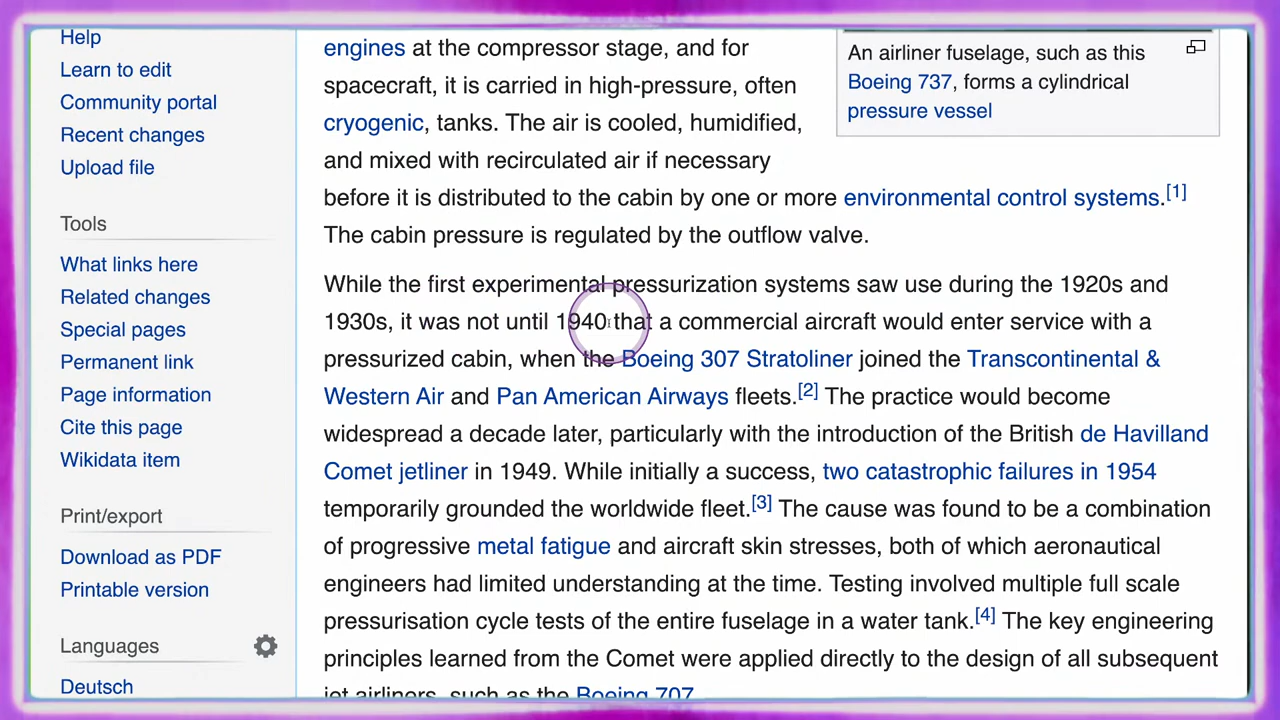 Help
Learn to edit
Community portal
Recent changes
Upload file
Tools
What links here
Related changes
Special pages
Permanent link
Page information
Cite this page
Wikidata item
Print/export
Download as PDF
Printable version
Languages
Deutsch
engines at the compressor stage, and for
spacecraft, it is carried in high-pressure, often
cryogenic, tanks. The air is cooled, humidified,
and mixed with recirculated air if necessary
before it is distributed to the cabin by one or more environmental control systems.[1]
The cabin pressure is regulated by the outflow valve.
An airliner fuselage, such as this
Boeing 737, forms a cylindrical
pressure vessel
While the first experimental pressurization systems saw use during the 1920s and
1930s, it was not until 1940 that a commercial aircraft would enter service with a
pressurized cabin, when the Boeing 307 Stratoliner joined the Transcontinental &
Western Air and Pan American Airways fleets.[2] The practice would become
widespread a decade later, particularly with the introduction of the British de Havilland
Comet jetliner in 1949. While initially a success, two catastrophic failures in 1954
temporarily grounded the worldwide fleet.[3] The cause was found to be a combination
of progressive metal fatigue and aircraft skin stresses, both of which aeronautical
engineers had limited understanding at the time. Testing involved multiple full scale
pressurisation cycle tests of the entire fuselage in a water tank.[4] The key engineering
principles learned from the Comet were applied directly to the design of all subsequent
jet airliners, such as the Boeing 707.